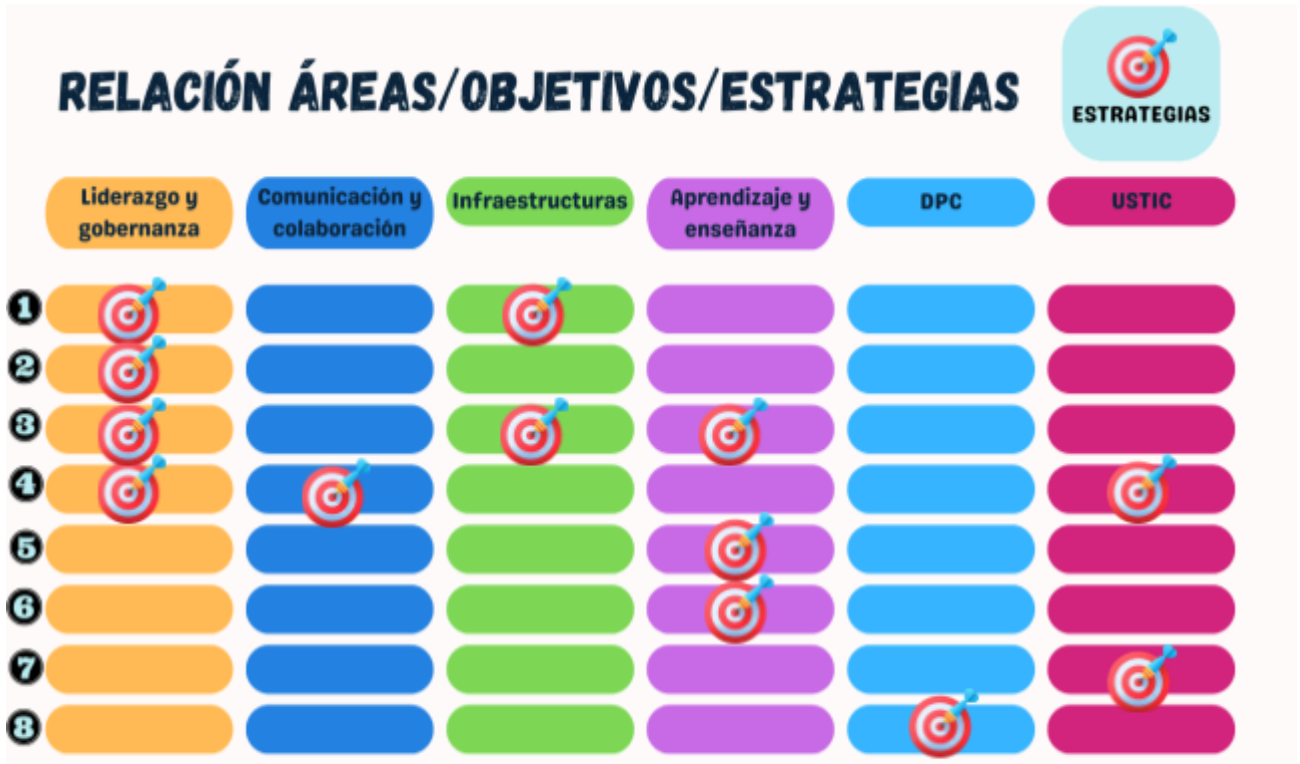 RELACIÓN ÁREAS/OBJETIVOS/ESTRATEGIAS
ESTRATEGIAS
Liderazgo y
gobernanza
Comunicación y
colaboración
Infraestructuras
Aprendizaje y
enseñanza
DPC
USTIC
1
2
3
4
5
6
7
8